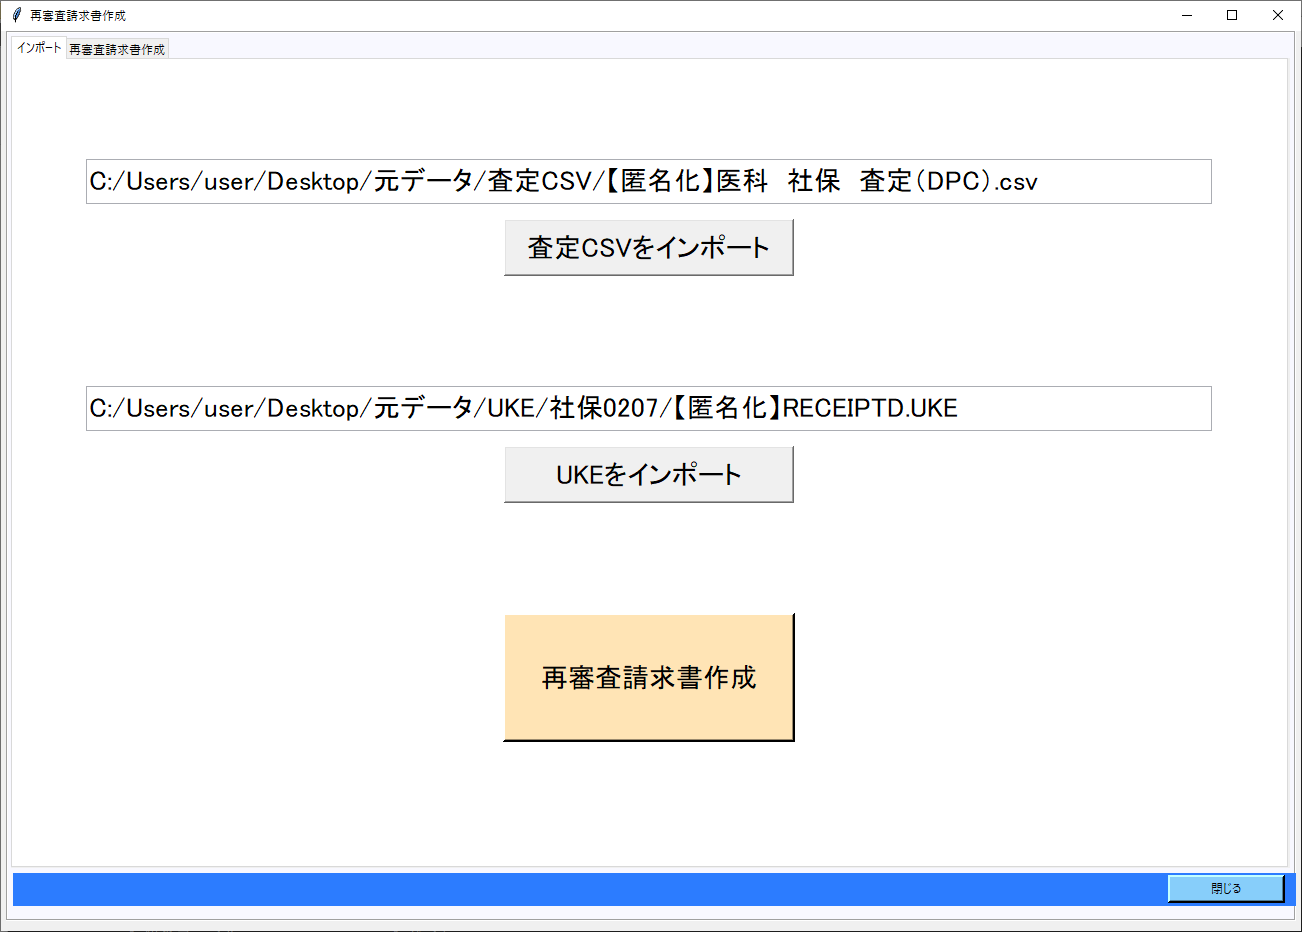 再審査請求書作成
インポート 再審査請求書作成
C:/Users/user/Desktop/元データ/査定CSV/【匿名化】医科　社保　査定（DPC）.csv
査定CSVをインポート
C:/Users/user/Desktop/元データ/UKE/社保0207/【匿名化】RECEIPTD.UKE
UKEをインポート
再審査請求書作成
閉じる